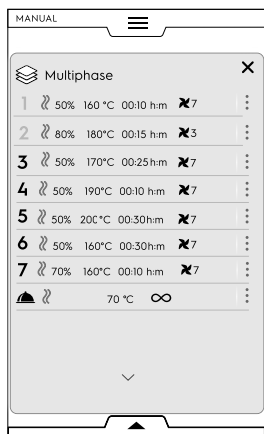 MANUAL
Multiphase
1 50% 160 °C 00:10 h:m 7
2 80% 180°C 00:15 h:m 3
3 50% 170°C 00:25 h:m 7
4 50% 190°C 00:10 h:m 7
5 50% 200°C 00:30h:m 7
6 50% 160°C 00:30h:m 7
7 70% 160°C 00:10 h:m 7
70 °C ∞